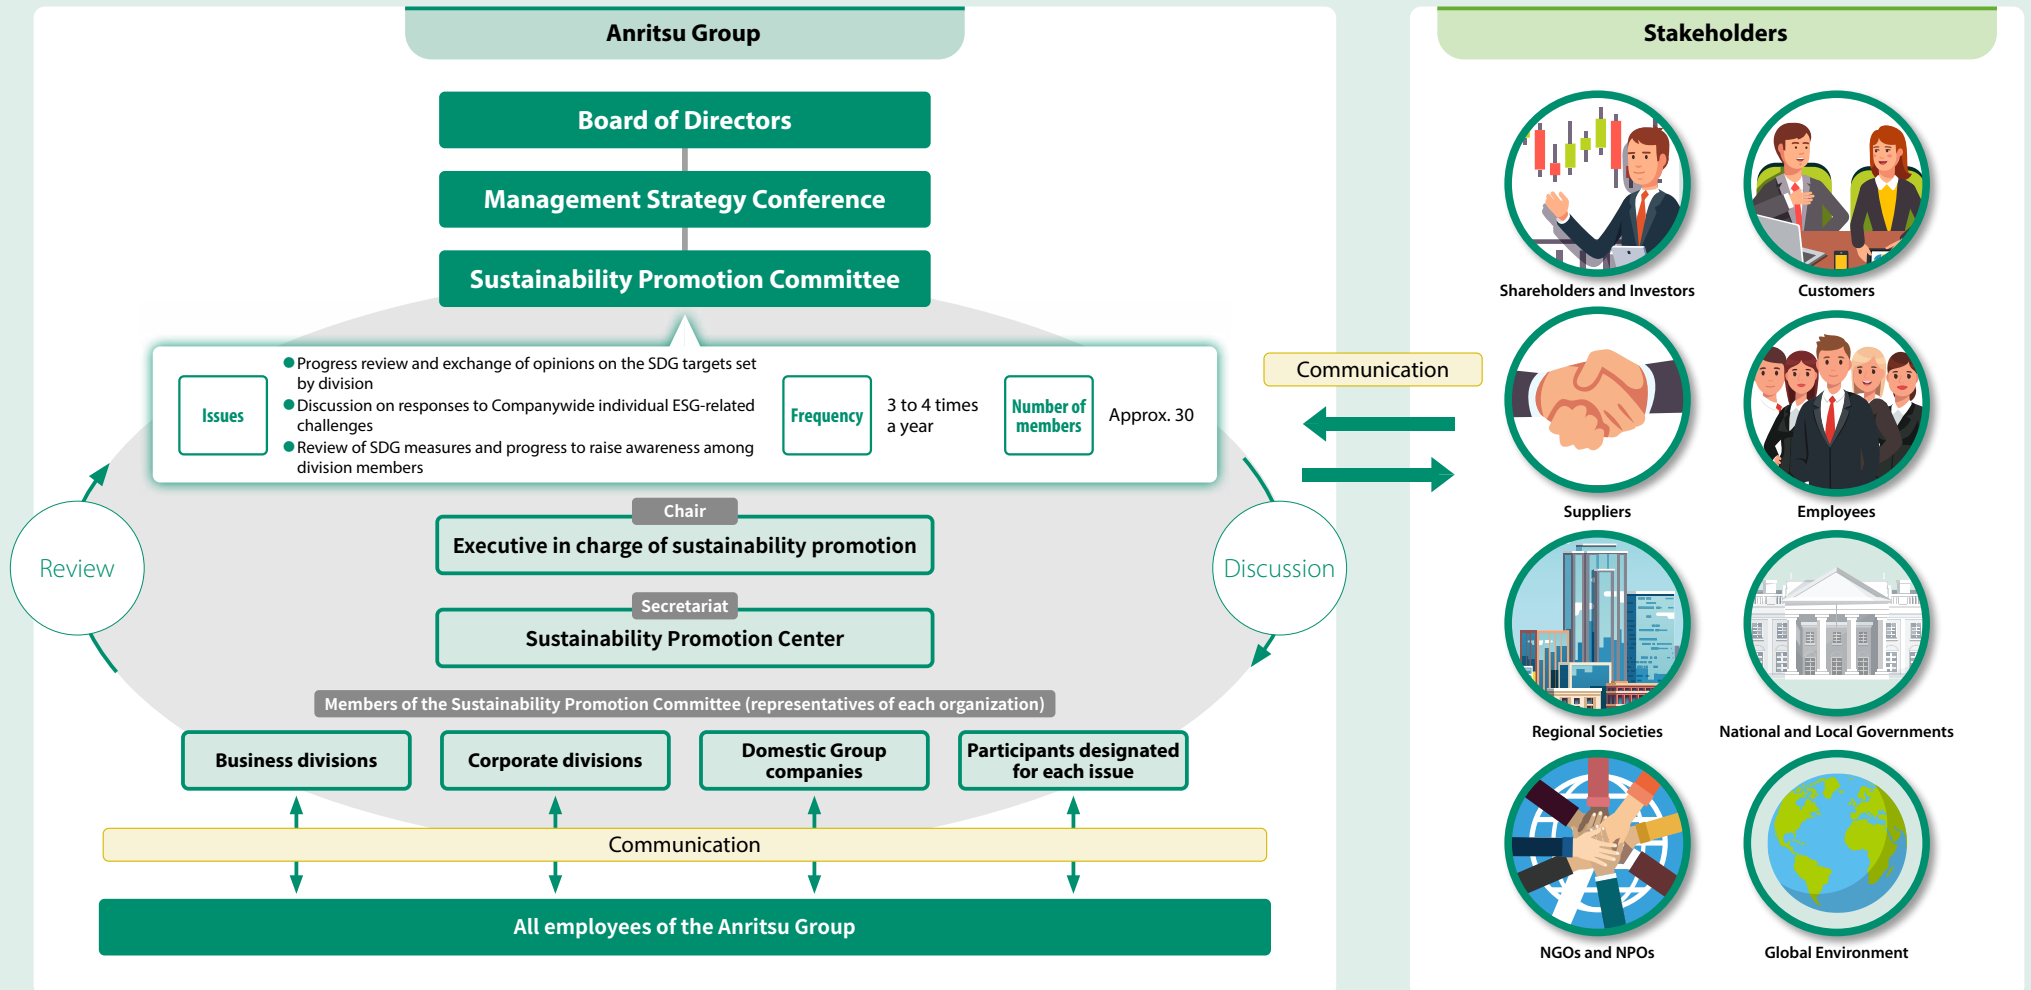 Anritsu Group
Board of Directors
Management Strategy Conference
Sustainability Promotion Committee
Issues
●Progress review and exchange of opinions on the SDG targets set
by division
●Discussion on responses to Companywide individual ESG-related
challenges
●Review of SDG measures and progress to raise awareness among
division members
Frequency
3 to 4 times
a year
Number of
members
Approx. 30
Review
Discussion
Chair
Executive in charge of sustainability promotion
Secretariat
Sustainability Promotion Center
Members of the Sustainability Promotion Committee (representatives of each organization)
Business divisions
Corporate divisions
Domestic Group
companies
Participants designated
for each issue
Communication
All employees of the Anritsu Group
Communication
Stakeholders
Shareholders and Investors
Customers
Suppliers
Employees
Regional Societies
National and Local Governments
NGOs and NPOs
Global Environment